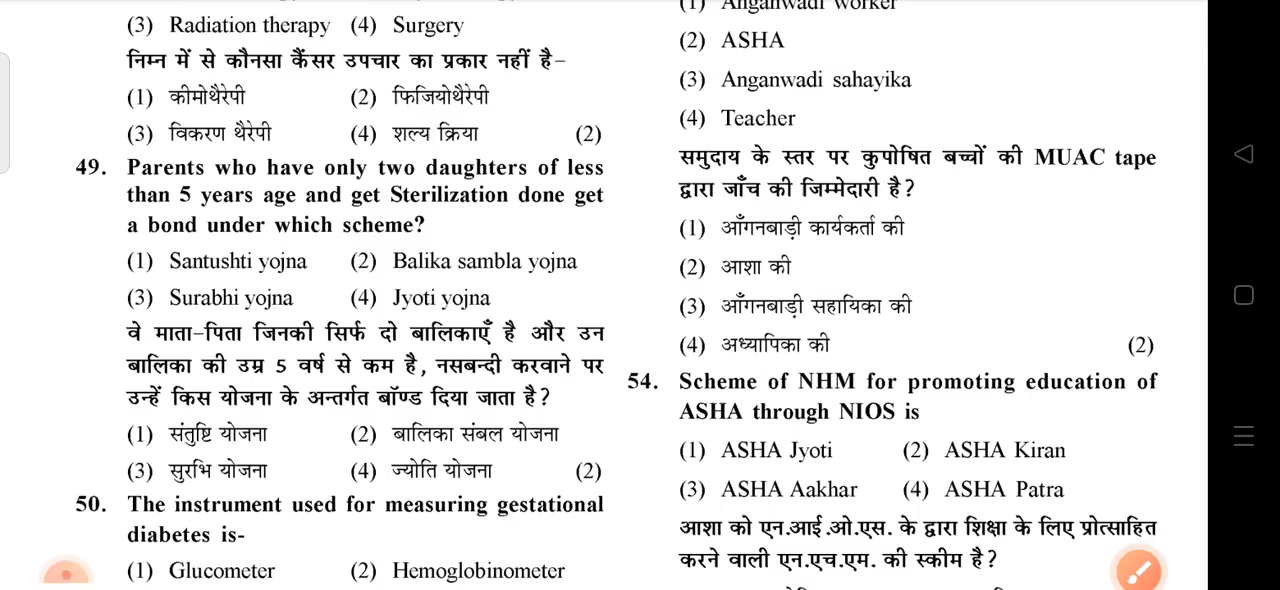 (3) Radiation therapy (4) Surgery
निम्न में से कौनसा कैंसर उपचार का प्रकार नहीं है-
(1) कीमोथैरेपी (2) फिजियोथैरेपी
(3) विकरण थैरेपी (4) शल्य क्रिया (2)
49. Parents who have only two daughters of less
than 5 years age and get Sterilization done get
a bond under which scheme?
(1) Santushti yojna (2) Balika sambla yojna
(3) Surabhi yojna (4) Jyoti yojna
वे माता-पिता जिनकी सिर्फ दो बालिकाएँ है और उन
बालिका की उम्र 5 वर्ष से कम है, नसबन्दी करवाने पर
उन्हें किस योजना के अन्तर्गत बॉण्ड दिया जाता है?
(1) संतुष्टि योजना (2) बालिका संबल योजना
(3) सुरभि योजना (4) ज्योति योजना (2)
50. The instrument used for measuring gestational
diabetes is-
(1) Glucometer (2) Hemoglobinometer
(1) Anganwadi worker
(2) ASHA
(3) Anganwadi sahayika
(4) Teacher
समुदाय के स्तर पर कुपोषित बच्चों की MUAC tape
द्वारा जाँच की जिम्मेदारी है?
(1) आँगनबाड़ी कार्यकर्ता की
(2) आशा की
(3) आँगनबाड़ी सहायिका की
(4) अध्यापिका की (2)
54. Scheme of NHM for promoting education of
ASHA through NIOS is
(1) ASHA Jyoti (2) ASHA Kiran
(3) ASHA Aakhar (4) ASHA Patra
आशा को एन.आई.ओ.एस. के द्वारा शिक्षा के लिए प्रोत्साहित
करने वाली एन.एच.एम. की स्कीम है?